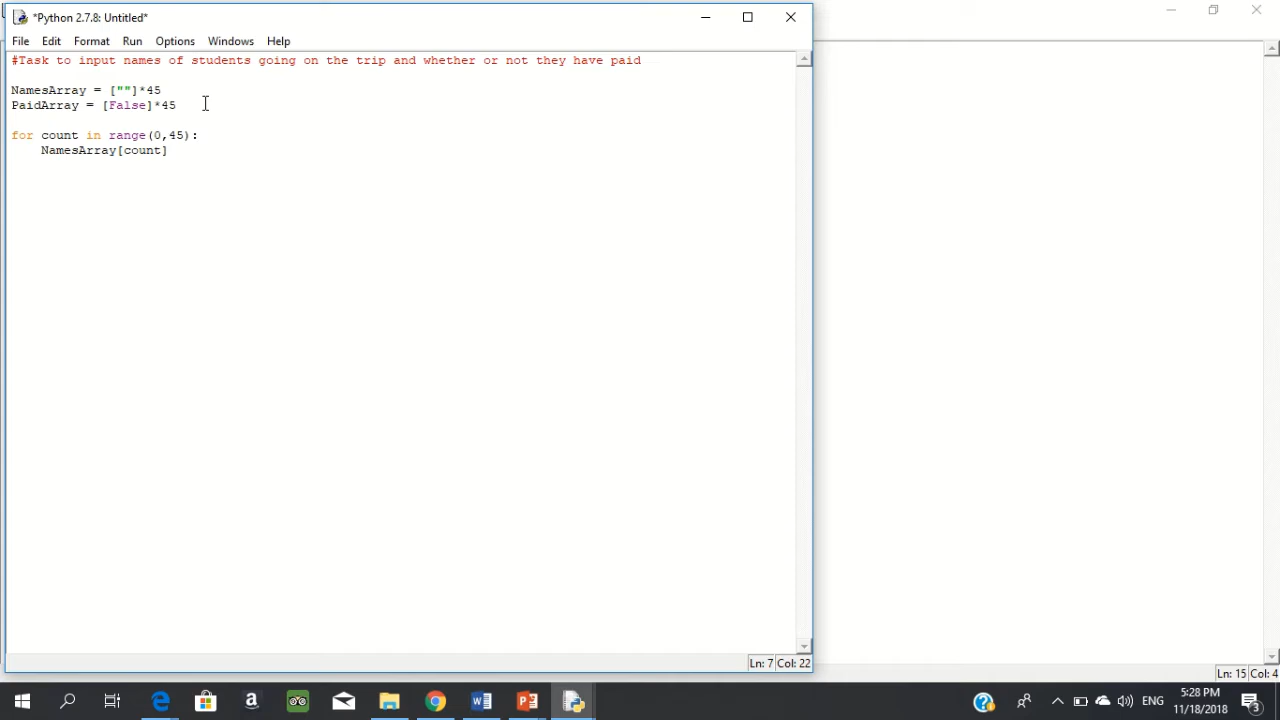 *Python 2.7.8: Untitled*
File Edit Format Run Options Windows Help
#Task to input names of students going on the trip and whether or not they have paid
NamesArray = [""]*45
PaidArray = [False]*45
for count in range(0,45):
    NamesArray[count]
Ln: 7 Col: 22
Ln: 15 Col: 4
ENG
5:28 PM
11/18/2018
3